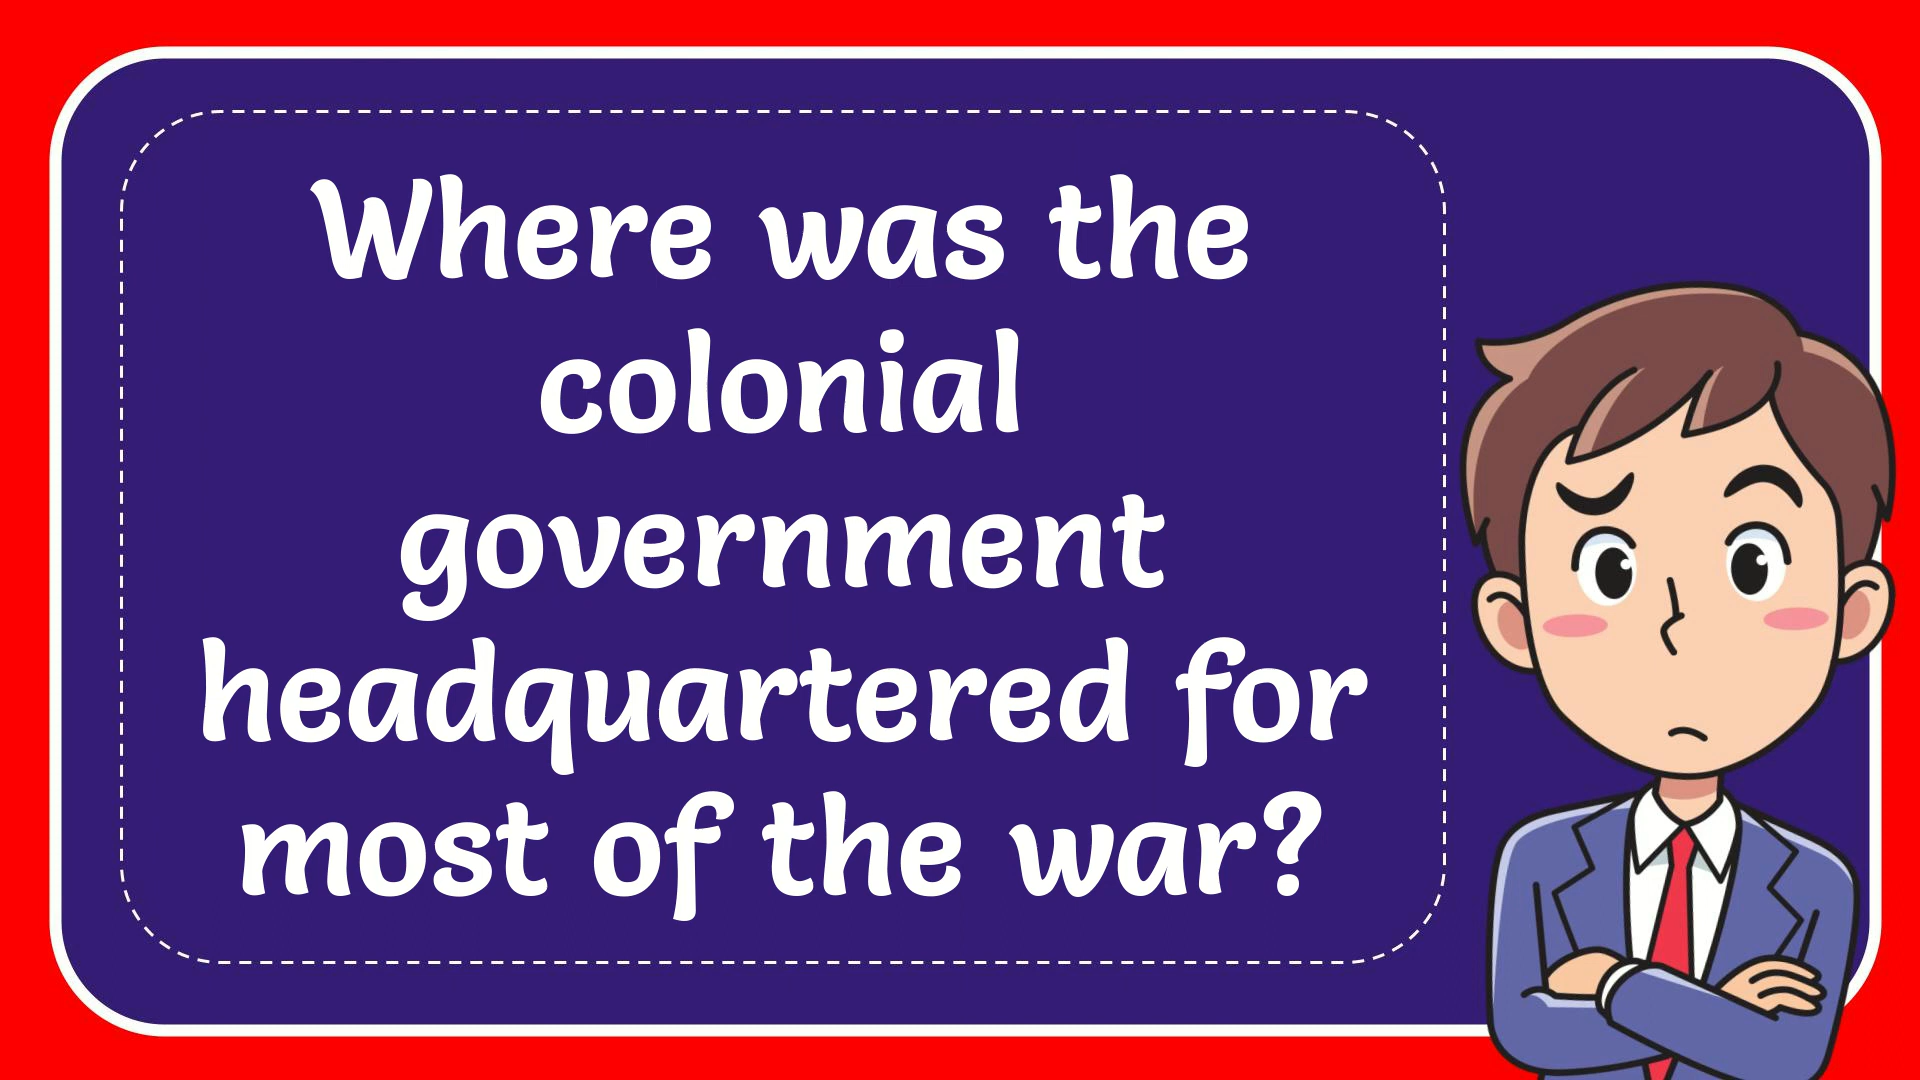 Where was the
colonial
government
headquartered for
most of the war?